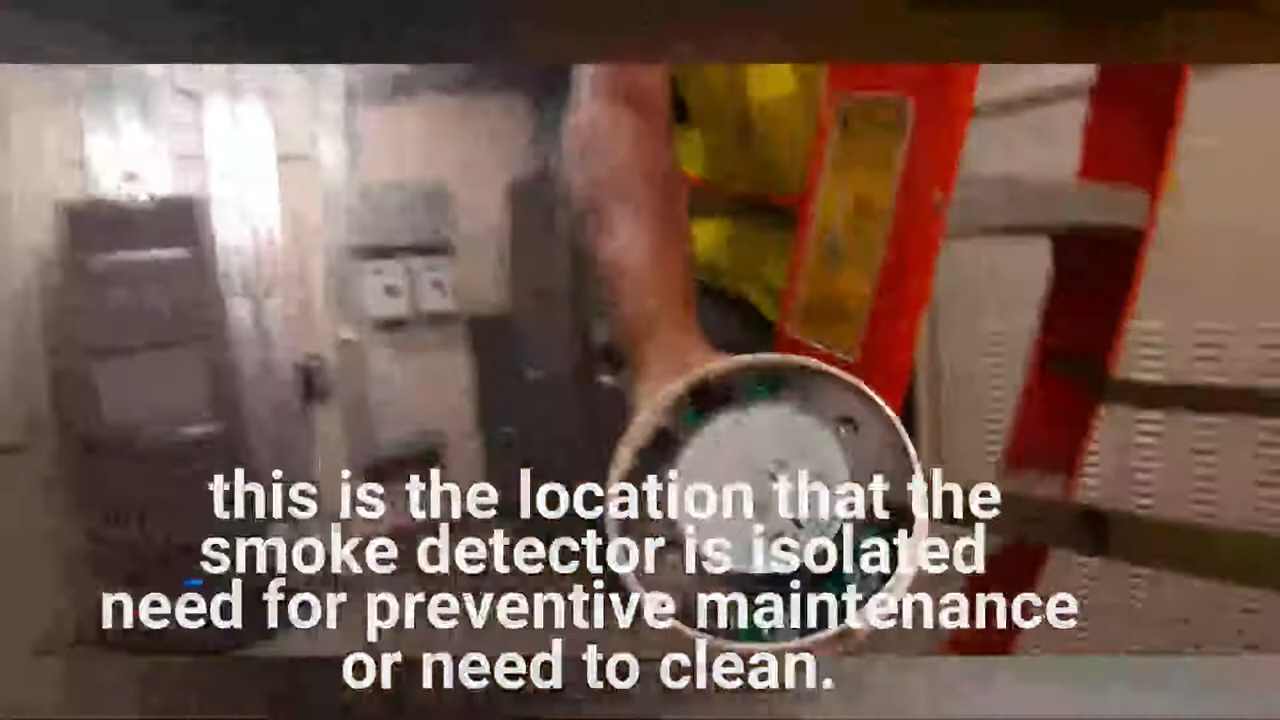 this is the location that the
smoke detector is isolated
need for preventive maintenance
or need to clean.